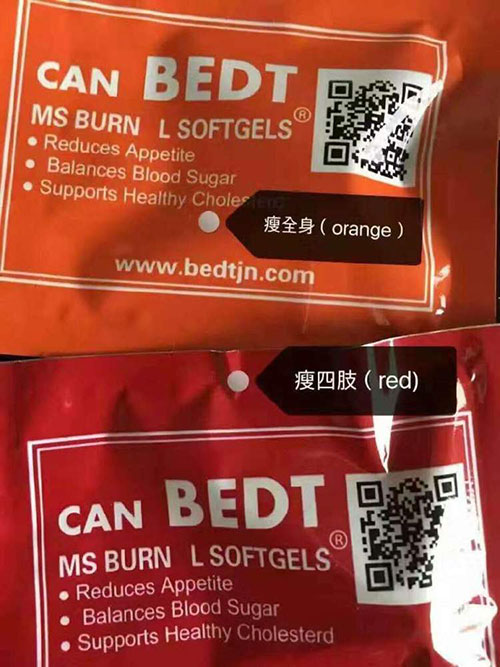 CAN BEDT
MS BURN L SOFTGELS®
• Reduces Appetite
• Balances Blood Sugar
• Supports Healthy Cholesterd
瘦全身（orange）
www.bedtjn.com
瘦四肢（red)
CAN BEDT
MS BURN L SOFTGELS®
• Reduces Appetite
• Balances Blood Sugar
• Supports Healthy Cholesterd